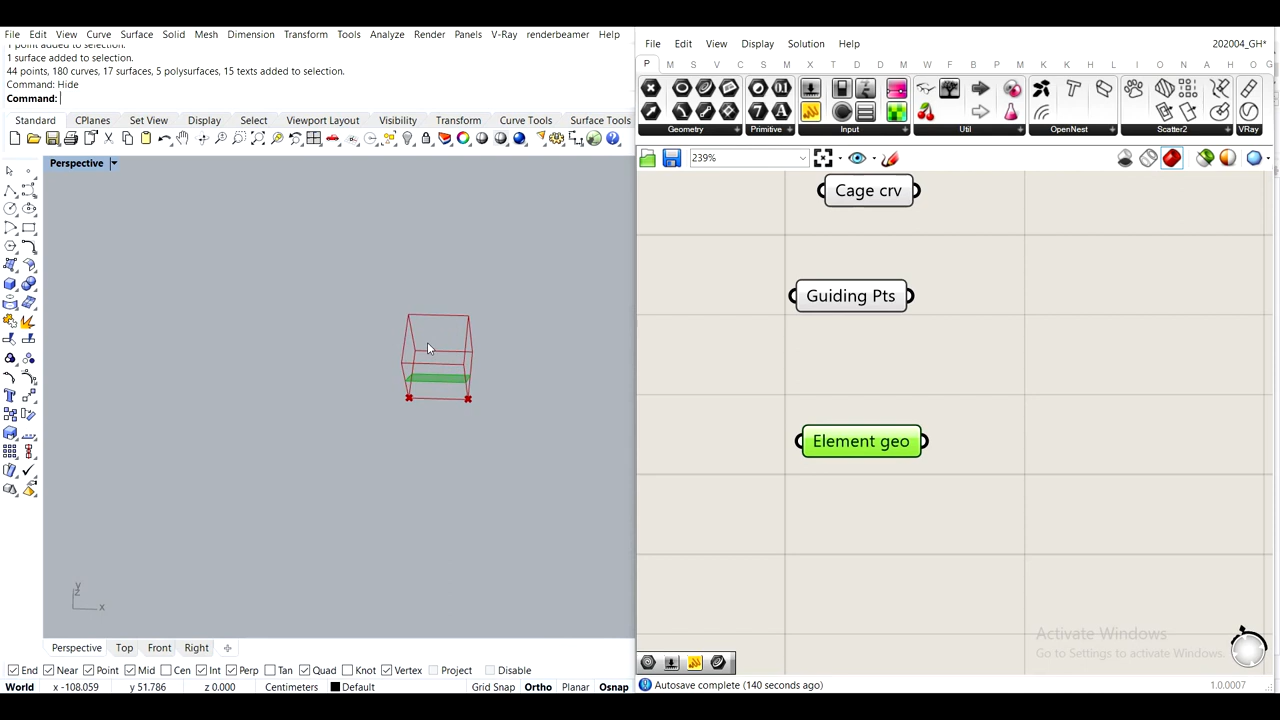 File Edit View Curve Surface Solid Mesh Dimension Transform Tools Analyze Render Panels V-Ray renderbeamer Help
1 point added to selection.
1 surface added to selection.
44 points, 180 curves, 17 surfaces, 5 polysurfaces, 15 texts added to selection.
Command: Hide
Command:
Standard CPlanes Set View Display Select Viewport Layout Visibility Transform Curve Tools Surface Tools
Perspective
y
z
x
Perspective Top Front Right
End Near Point Mid Cen Int Perp Tan Quad Knot Vertex Project Disable
World x -108.059 y 51.786 z 0.000 Centimeters Default Grid Snap Ortho Planar Osnap
File Edit View Display Solution Help 202004_GH*
P M S V C S I M X T D M W F U M K K T L I O M P A H O G
Geometry Primitive Input Util OpenNest Scatter2 VRay
239%
Cage crv
Guiding Pts
Element geo
Activate Windows
Go to Settings to activate Windows.
Autosave complete (140 seconds ago) 1.0.0007